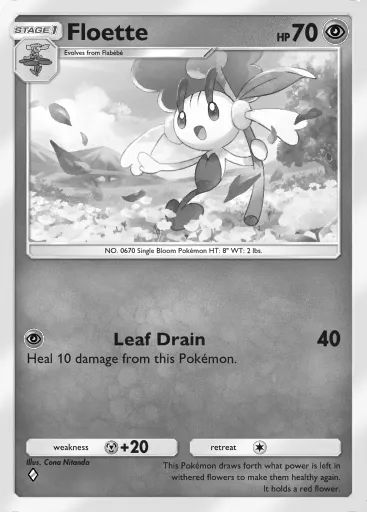 STAGE 1 Floette HP 70
Evolves from Flabébé
NO. 0670 Single Bloom Pokémon HT: 8" WT: 2 lbs.
Leaf Drain 40
Heal 10 damage from this Pokémon.
weakness +20 retreat
Illus. Cona Nitanda
This Pokémon draws forth what power is left in
withered flowers to make them healthy again.
It holds a red flower.